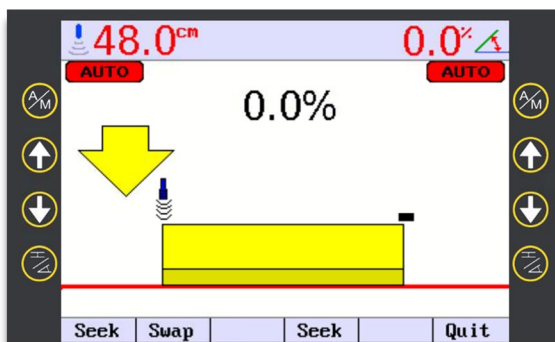 48.0cm 0.0%
AUTO AUTO
A/M A/M
0.0%
Seek Swap Seek Quit